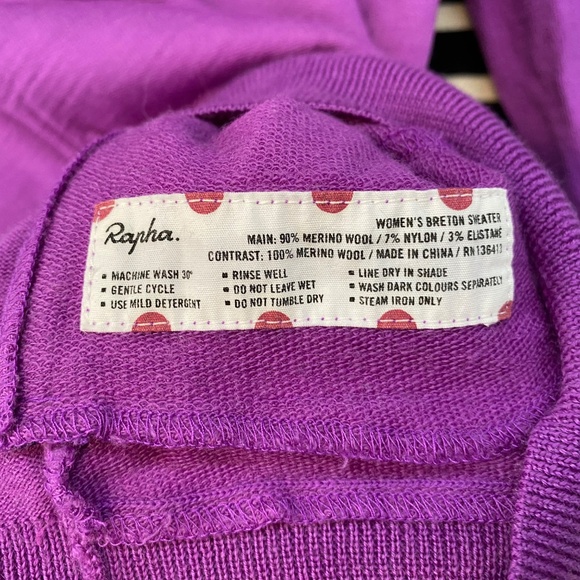 Rapha.
WOMEN'S BRETON SWEATER
MAIN: 90% MERINO WOOL / 7% NYLON / 3% ELISTANE
CONTRAST: 100% MERINO WOOL / MADE IN CHINA / RN136413
▪ MACHINE WASH 30° ▪ RINSE WELL ▪ LINE DRY IN SHADE
▪ GENTLE CYCLE ▪ DO NOT LEAVE WET ▪ WASH DARK COLOURS SEPARATELY
▪ USE MILD DETERGENT ▪ DO NOT TUMBLE DRY ▪ STEAM IRON ONLY